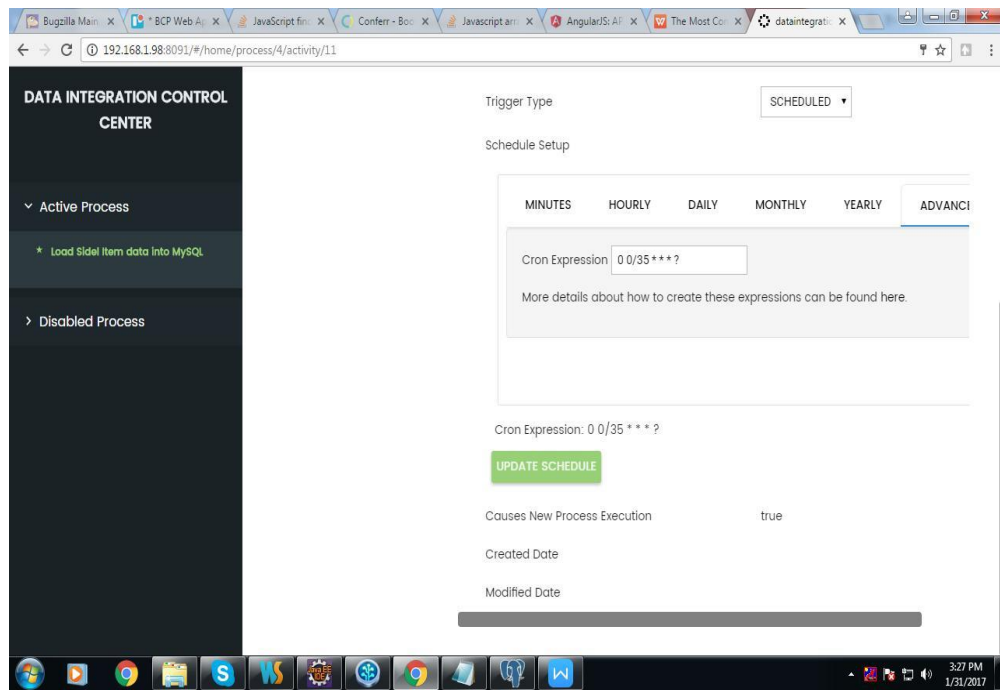 Bugzilla Main
* BCP Web Ap
JavaScript finc
Conferr - Boo
Javascript arr
AngularJS: AP
The Most Co
dataintegratic
192.168.1.98:8091/#/home/process/4/activity/11
DATA INTEGRATION CONTROL
CENTER
Active Process
* Load Sidel Item data into MySQL
Disabled Process
Trigger Type SCHEDULED
Schedule Setup
MINUTES HOURLY DAILY MONTHLY YEARLY ADVANCE
Cron Expression 0 0/35 * * * ?
More details about how to create these expressions can be found here.
Cron Expression: 0 0/35 * * * ?
UPDATE SCHEDULE
Causes New Process Execution true
Created Date
Modified Date
3:27 PM
1/31/2017